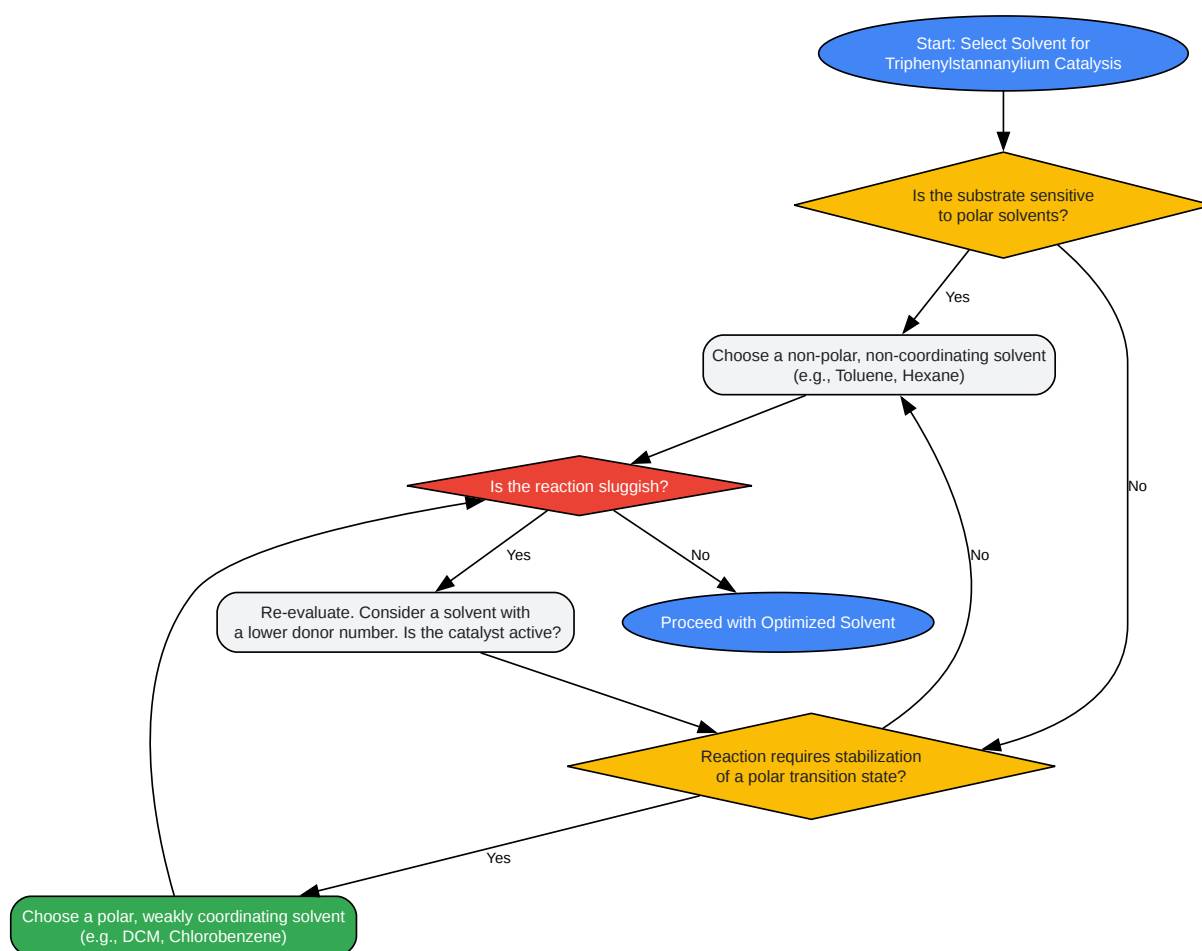 Start: Select Solvent for
Triphenylstannanylium Catalysis
Is the substrate sensitive
to polar solvents?
Yes
Choose a non-polar, non-coordinating solvent
(e.g., Toluene, Hexane)
Is the reaction sluggish?
No
Yes
No
No
Re-evaluate. Consider a solvent with
a lower donor number. Is the catalyst active?
Proceed with Optimized Solvent
Reaction requires stabilization
of a polar transition state?
Yes
Choose a polar, weakly coordinating solvent
(e.g., DCM, Chlorobenzene)